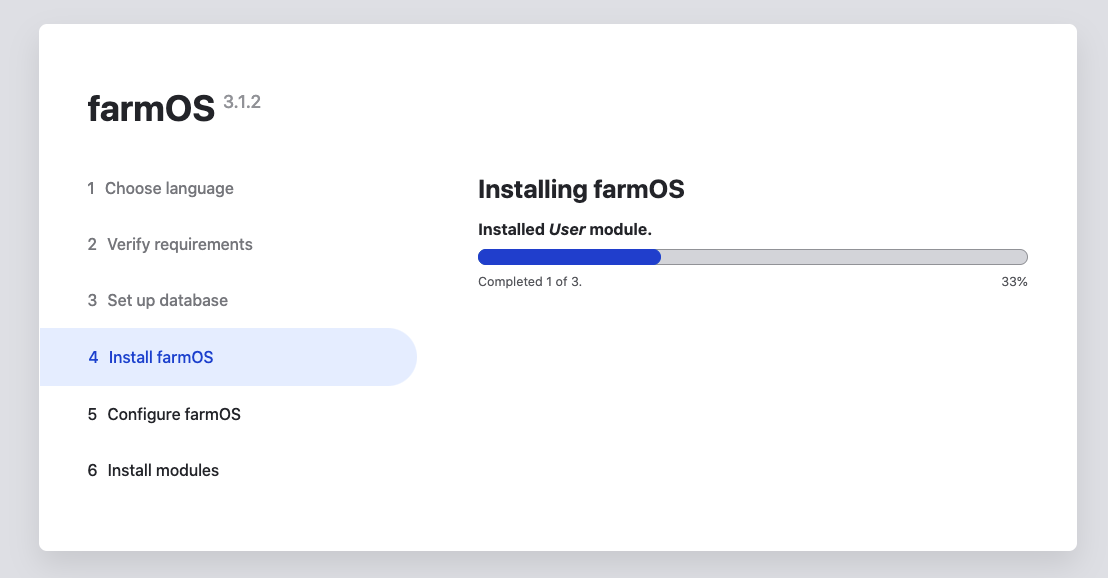 farmOS 3.1.2
1 Choose language
2 Verify requirements
3 Set up database
4 Install farmOS
5 Configure farmOS
6 Install modules
Installing farmOS
Installed User module.
Completed 1 of 3. 33%